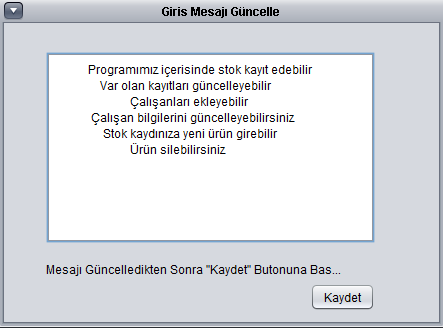 Giris Mesajı Güncelle
Programımız içerisinde stok kayıt edebilir
Var olan kayıtları güncelleyebilir
Çalışanları ekleyebilir
Çalışan bilgilerini güncelleyebilirsiniz
Stok kaydınıza yeni ürün girebilir
Ürün silebilirsiniz
Mesajı Güncelledikten Sonra "Kaydet" Butonuna Bas...
Kaydet